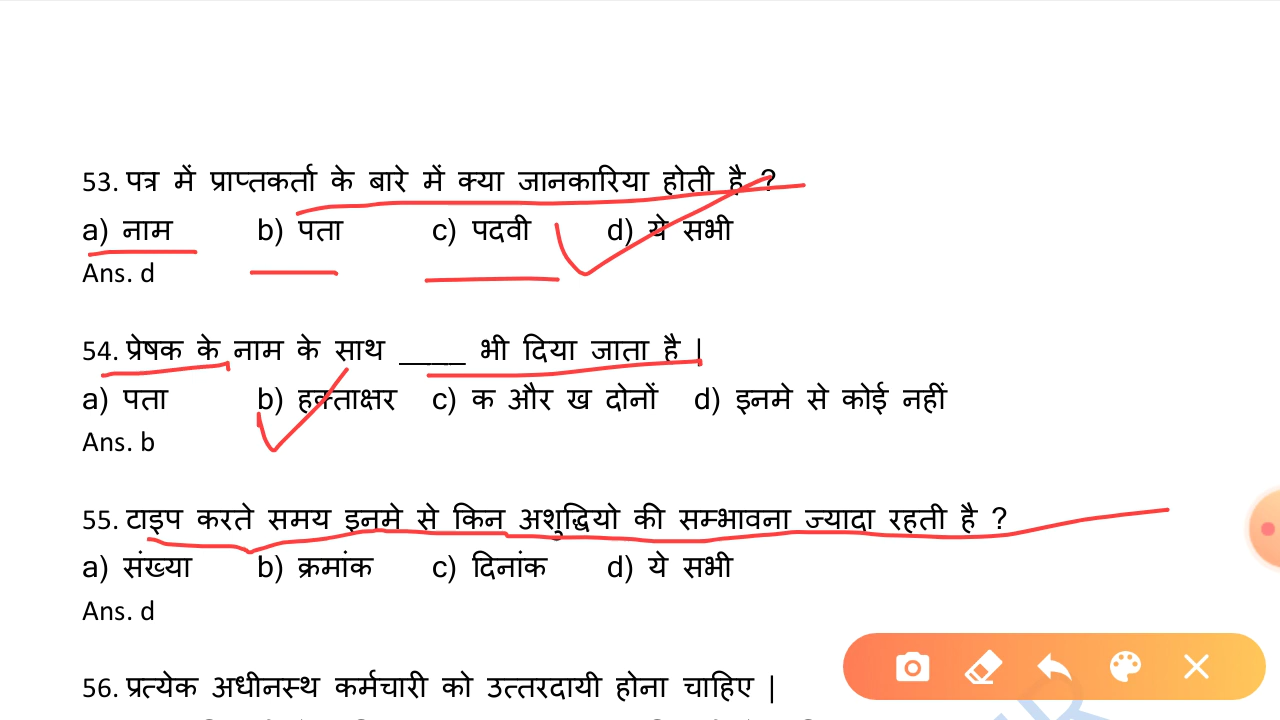 53. पत्र में प्राप्तकर्ता के बारे में क्या जानकारिया होती है ?
a) नाम b) पता c) पदवी d) ये सभी
Ans. d
54. प्रेषक के नाम के साथ ____ भी दिया जाता है |
a) पता b) हस्ताक्षर c) क और ख दोनों d) इनमे से कोई नहीं
Ans. b
55. टाइप करते समय इनमे से किन अशुद्धियो की सम्भावना ज्यादा रहती है ?
a) संख्या b) क्रमांक c) दिनांक d) ये सभी
Ans. d
56. प्रत्येक अधीनस्थ कर्मचारी को उत्तरदायी होना चाहिए |